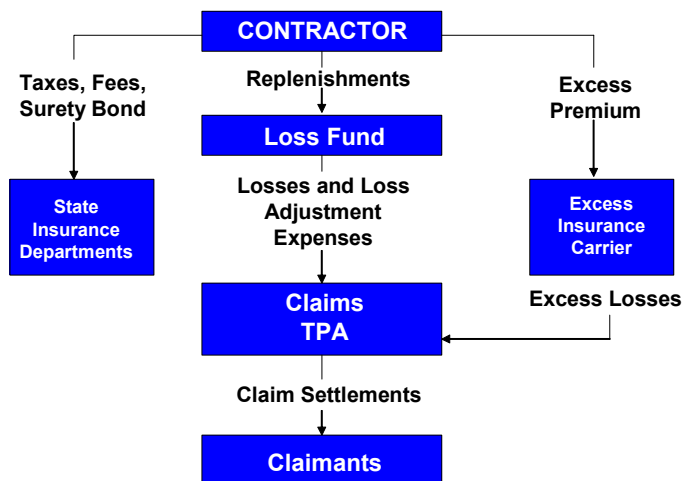 CONTRACTOR
Taxes, Fees,
Surety Bond
Replenishments
Excess
Premium
Loss Fund
State
Insurance
Departments
Losses and Loss
Adjustment
Expenses
Excess
Insurance
Carrier
Claims
TPA
Excess Losses
Claim Settlements
Claimants